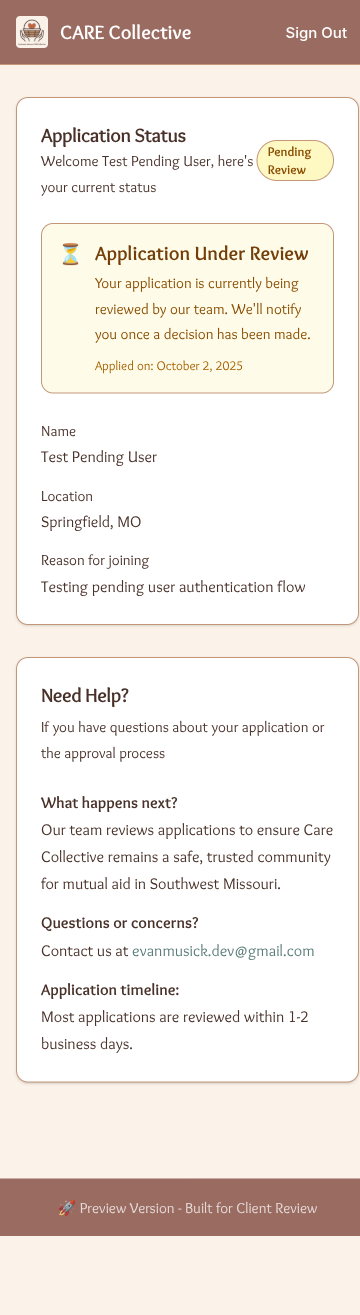 CARE Collective
Sign Out
Application Status
Welcome Test Pending User, here's
your current status
Pending
Review
⏳ Application Under Review
Your application is currently being
reviewed by our team. We'll notify
you once a decision has been made.
Applied on: October 2, 2025
Name
Test Pending User
Location
Springfield, MO
Reason for joining
Testing pending user authentication flow
Need Help?
If you have questions about your application or
the approval process
What happens next?
Our team reviews applications to ensure Care
Collective remains a safe, trusted community
for mutual aid in Southwest Missouri.
Questions or concerns?
Contact us at evanmusick.dev@gmail.com
Application timeline:
Most applications are reviewed within 1-2
business days.
🚀 Preview Version - Built for Client Review